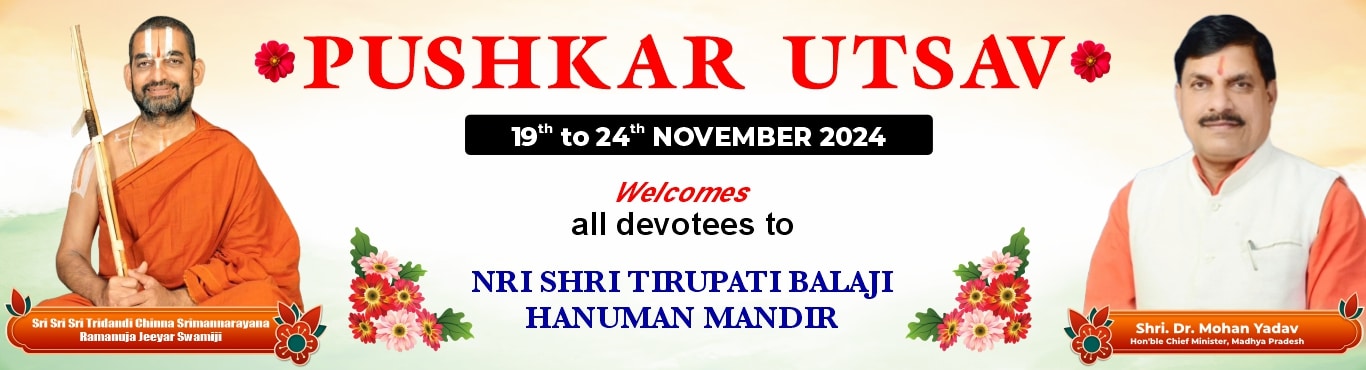 PUSHKAR UTSAV
19th to 24th NOVEMBER 2024
Welcomes
all devotees to
NRI SHRI TIRUPATI BALAJI
HANUMAN MANDIR
Sri Sri Sri Tridandi Chinna Srimannarayana
Ramanuja Jeeyar Swamiji
Shri. Dr. Mohan Yadav
Hon'ble Chief Minister, Madhya Pradesh